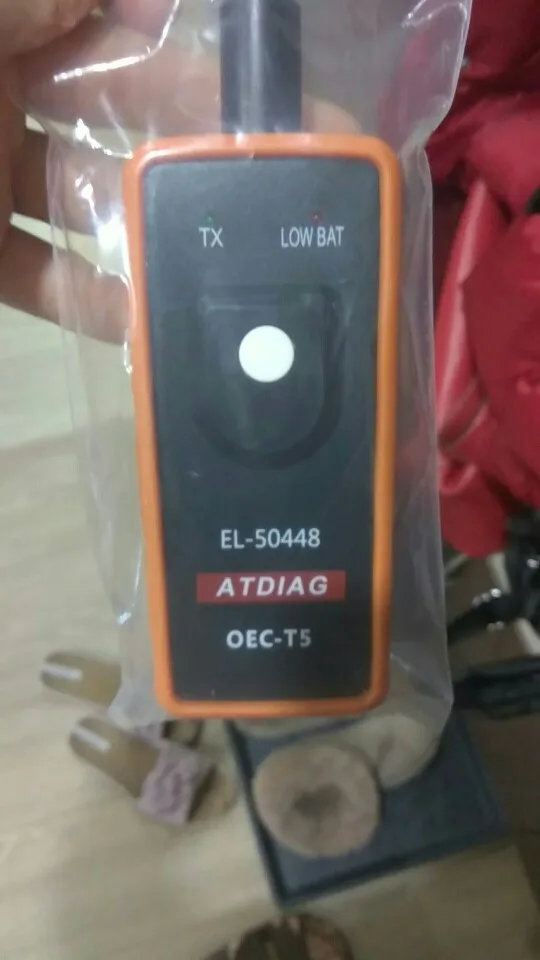 TX LOW BAT
EL-50448
ATDIAG
OEC-T5